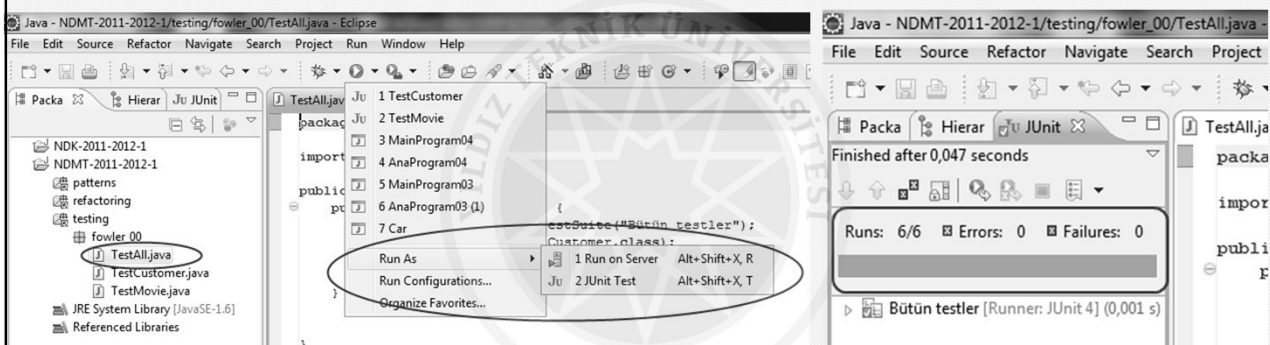 Java - NDMT-2011-2012-1/testing/fowler_00/TestAll.java - Eclipse
File Edit Source Refactor Navigate Search Project Run Window Help
Packa Hierar JUnit
TestAll.jav
NDK-2011-2012-1
NDMT-2011-2012-1
patterns
refactoring
testing
fowler_00
TestAll.java
TestCustomer.java
TestMovie.java
JRE System Library [JavaSE-1.6]
Referenced Libraries
packag
import
public
{
estSuite("Bütün testler");
Customer.class);
}
1 TestCustomer
2 TestMovie
3 MainProgram04
4 AnaProgram04
5 MainProgram03
6 AnaProgram03 (1)
7 Car
Run As
Run Configurations...
Organize Favorites...
1 Run on Server Alt+Shift+X, R
2 JUnit Test Alt+Shift+X, T
YILDIZ TEKNİK ÜNİVERSİTESİ
Java - NDMT-2011-2012-1/testing/fowler_00/TestAll.java -
File Edit Source Refactor Navigate Search Project
Packa Hierar JUnit
TestAll.ja
Finished after 0,047 seconds
Runs: 6/6 Errors: 0 Failures: 0
Bütün testler [Runner: JUnit 4] (0,001 s)
packa
impor
publi